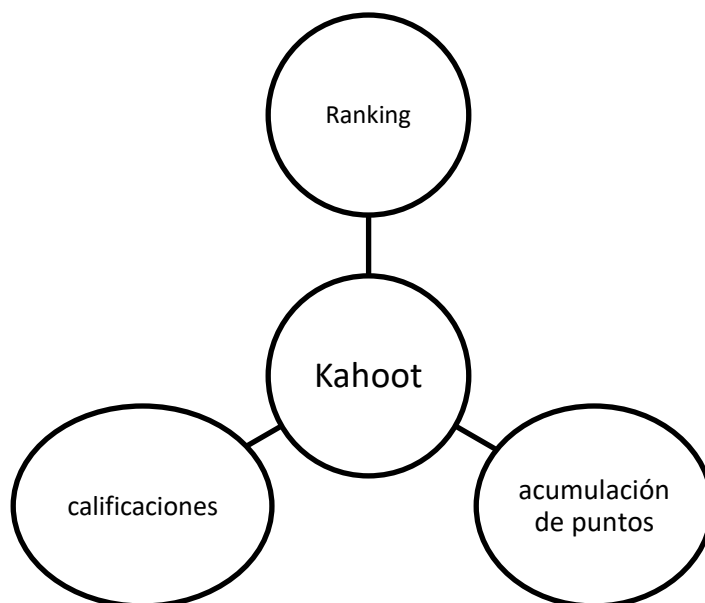 Ranking
Kahoot
calificaciones
acumulación
de puntos